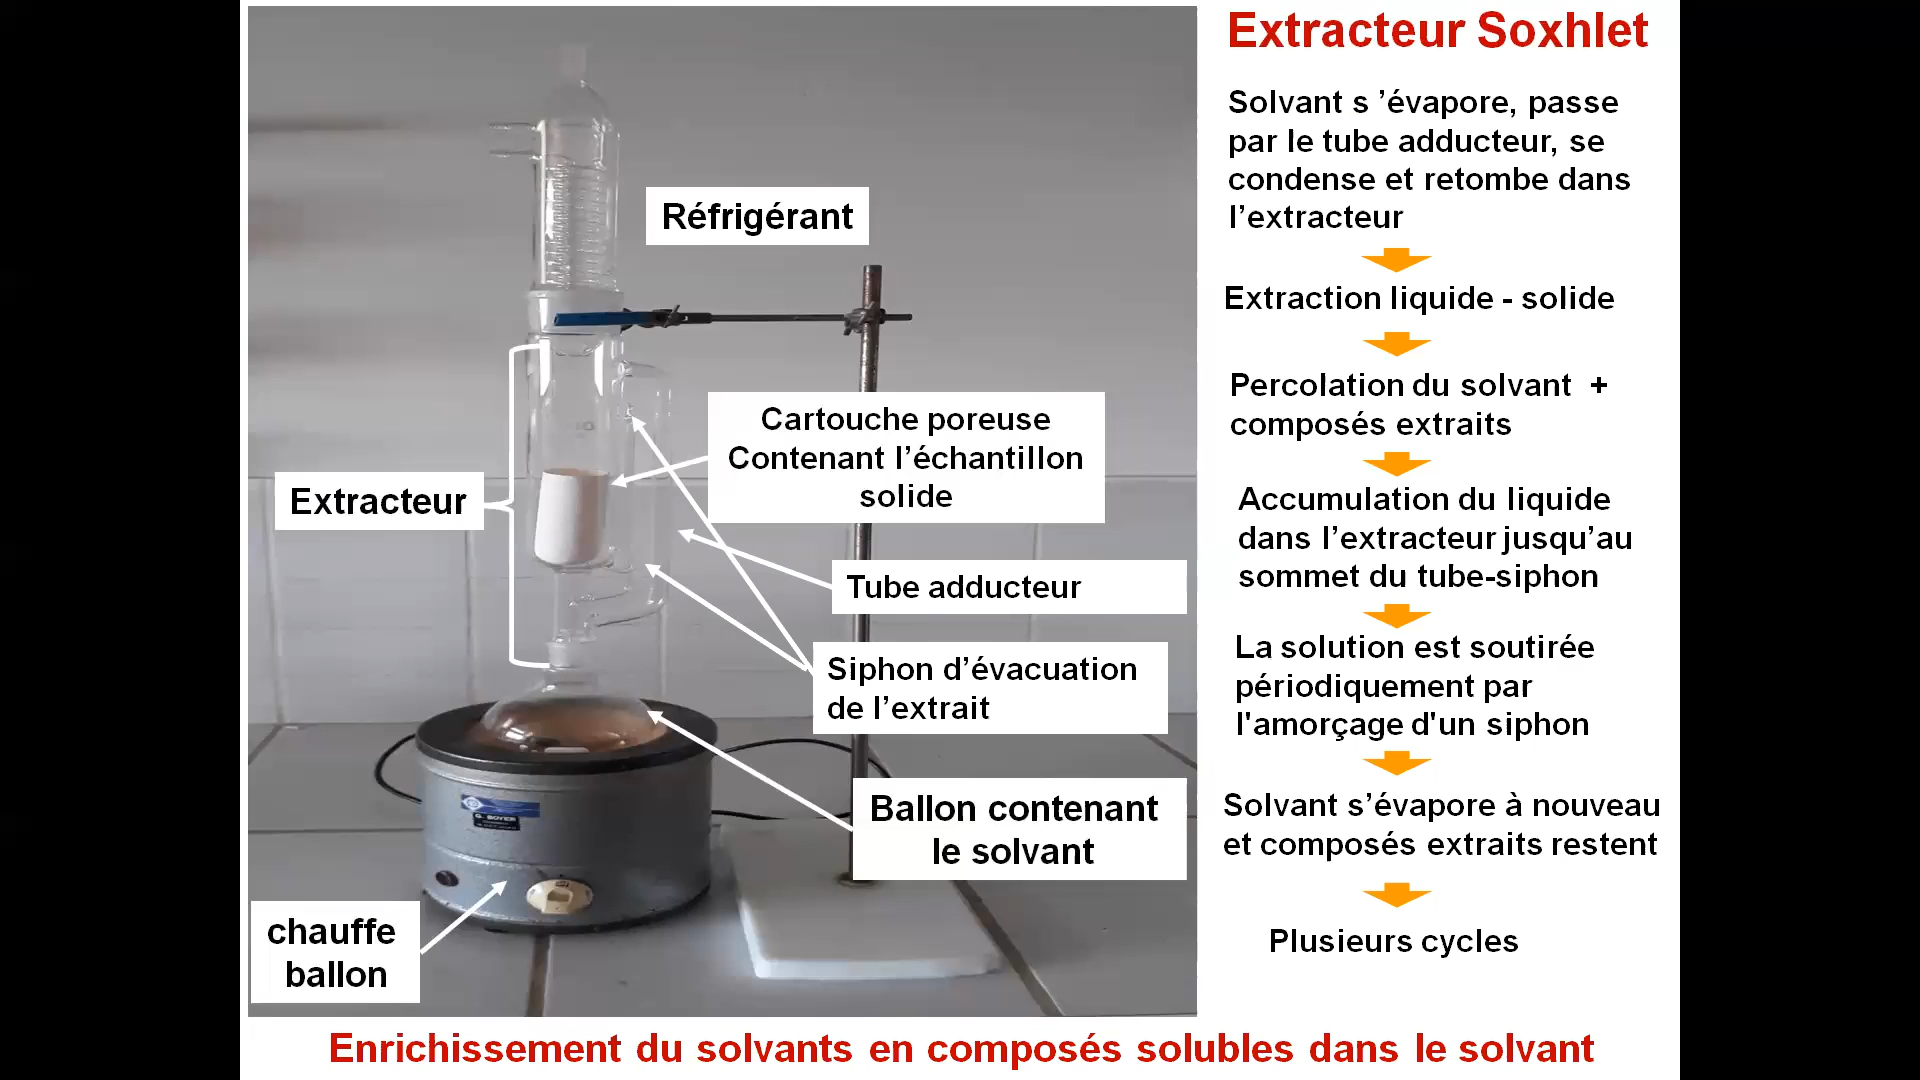 Extracteur Soxhlet
Réfrigérant
Extracteur
Cartouche poreuse
Contenant l’échantillon
solide
Tube adducteur
Siphon d’évacuation
de l’extrait
Ballon contenant
le solvant
chauffe
ballon
G. BOYER
Solvant s ’évapore, passe
par le tube adducteur, se
condense et retombe dans
l’extracteur
Extraction liquide - solide
Percolation du solvant +
composés extraits
Accumulation du liquide
dans l’extracteur jusqu’au
sommet du tube-siphon
La solution est soutirée
périodiquement par
l'amorçage d'un siphon
Solvant s’évapore à nouveau
et composés extraits restent
Plusieurs cycles
Enrichissement du solvants en composés solubles dans le solvant